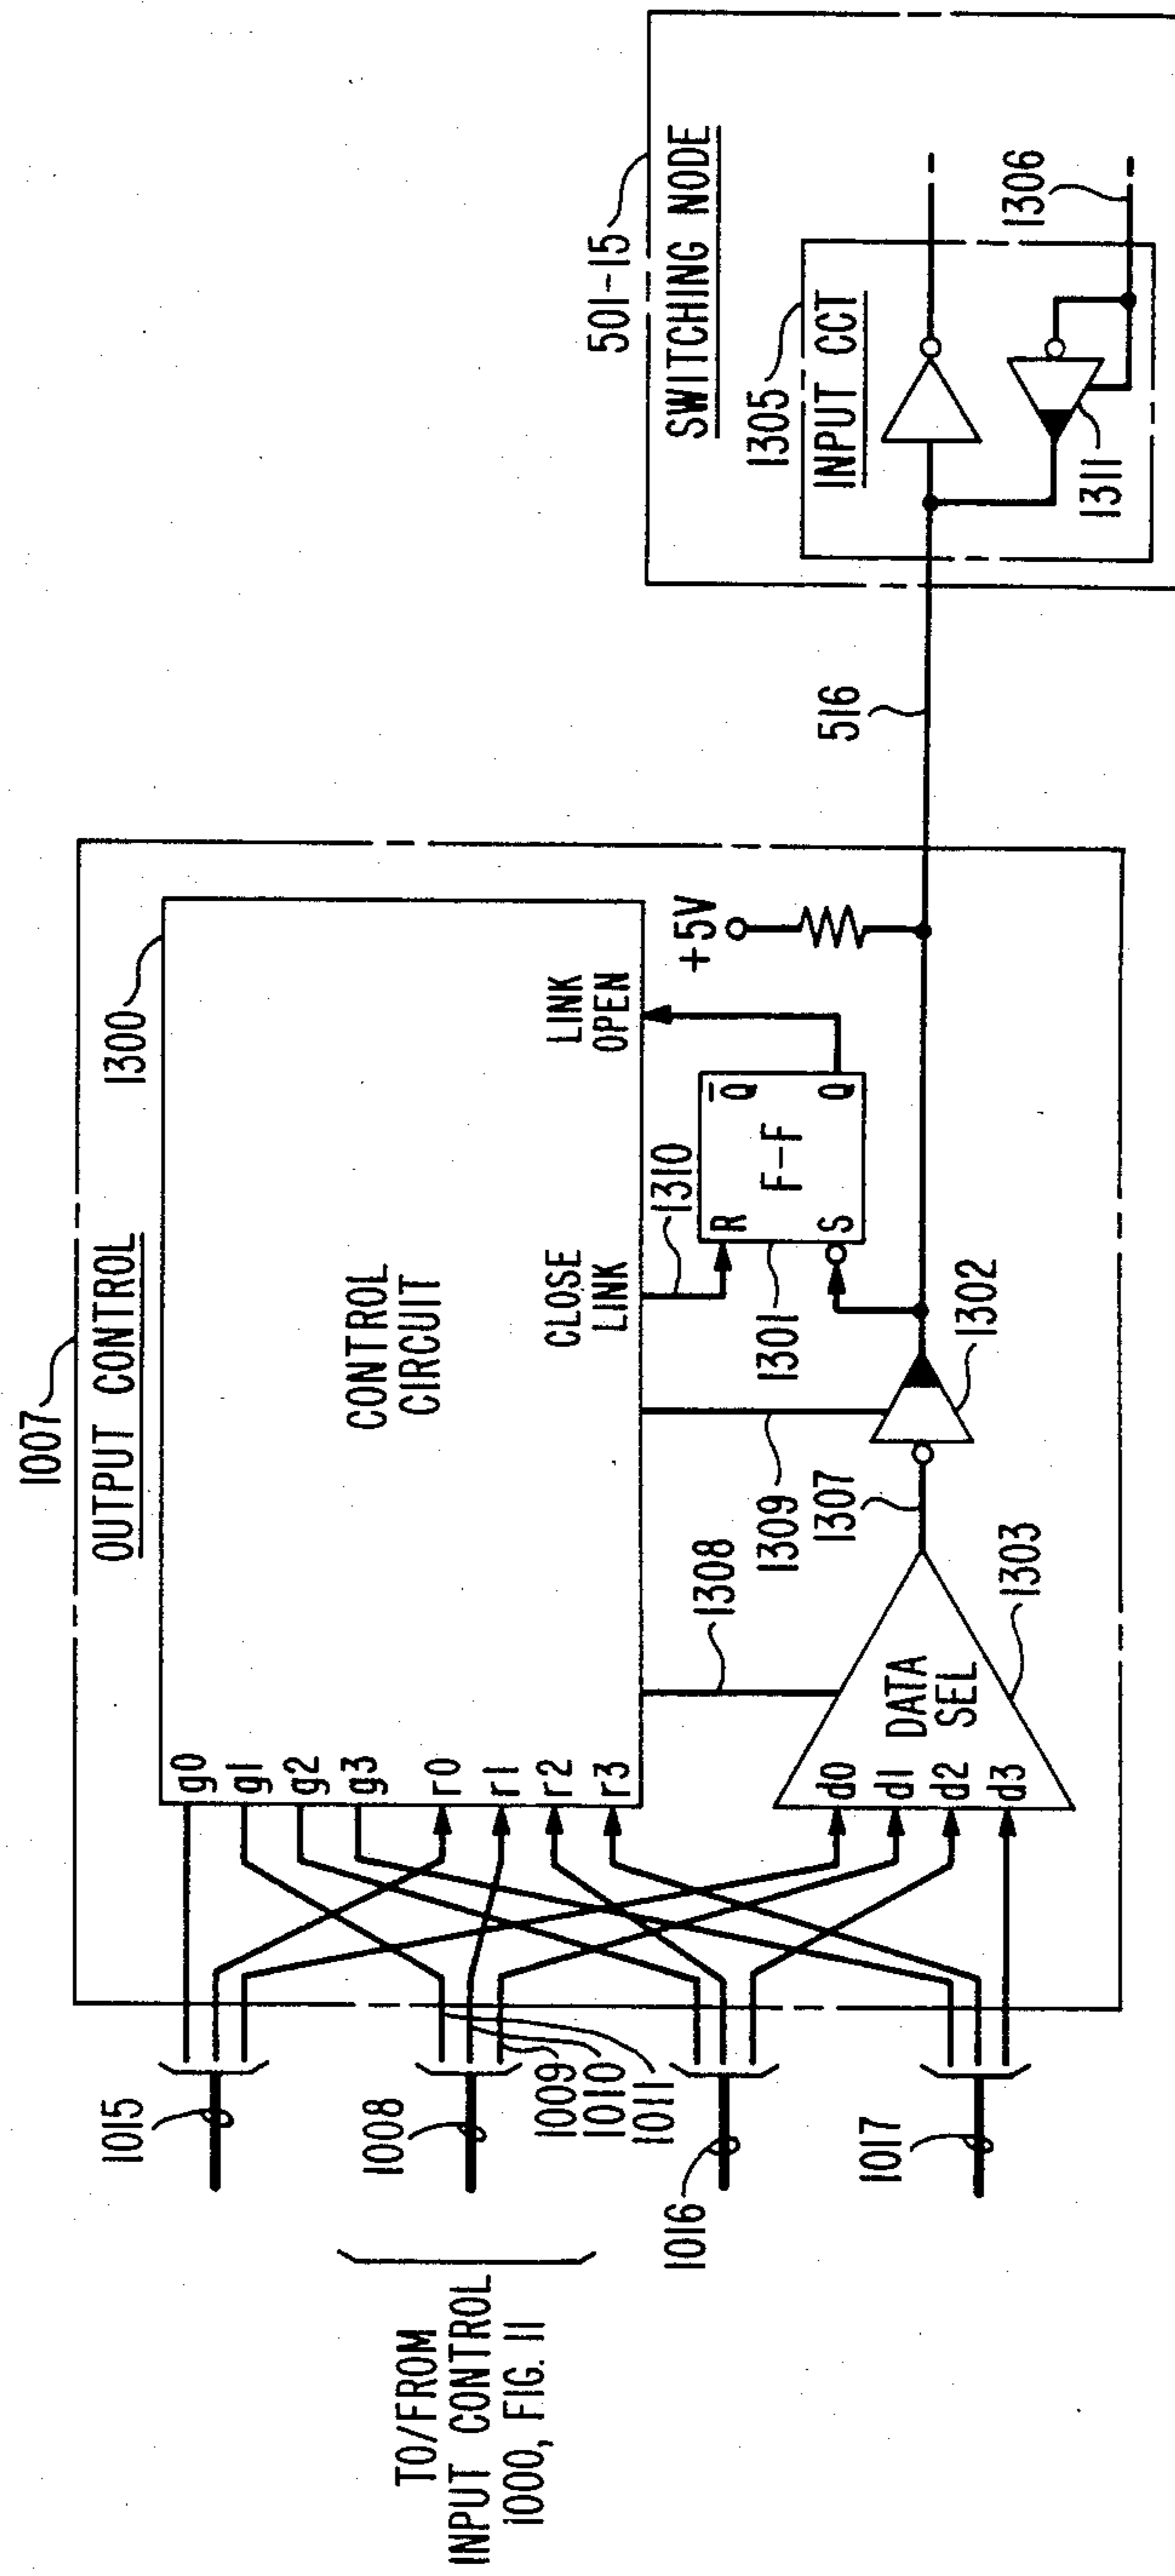 1007
OUTPUT CONTROL
1300
CONTROL
CIRCUIT
g0
g1
g2
g3
r0
r1
r2
r3
CLOSE
LINK
LINK
OPEN
1308
1309
1310
R
S
F-F
Q
Q
1301
+5V
DATA
SEL
d0
d1
d2
d3
1303
1307
1302
1015
1008
1009
1010
1011
1016
1017
TO/FROM
INPUT CONTROL
1000, FIG. 11
516
501-15
SWITCHING NODE
1305
INPUT CCT
1311
1306